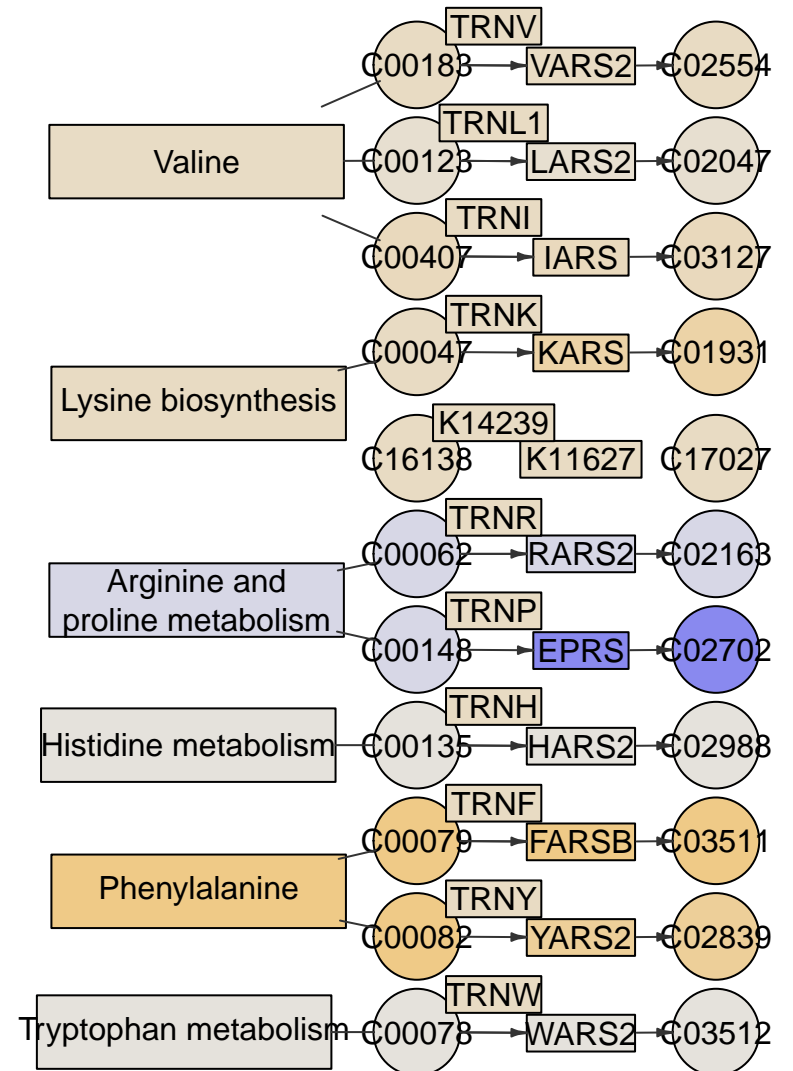 TRNV
C00183
VARS2
C02554
TRNL1
Valine
C00123
LARS2
C02047
TRNI
C00407
IARS
C03127
TRNK
C00047
KARS
C01931
Lysine biosynthesis
K14239
C16138
K11627
C17027
TRNR
C00062
RARS2
C02163
Arginine and
proline metabolism
TRNP
C00148
EPRS
C02702
TRNH
Histidine metabolism
C00135
HARS2
C02988
TRNF
C00079
FARSB
C03511
Phenylalanine
TRNY
C00082
YARS2
C02839
TRNW
Tryptophan metabolism
C00078
WARS2
C03512